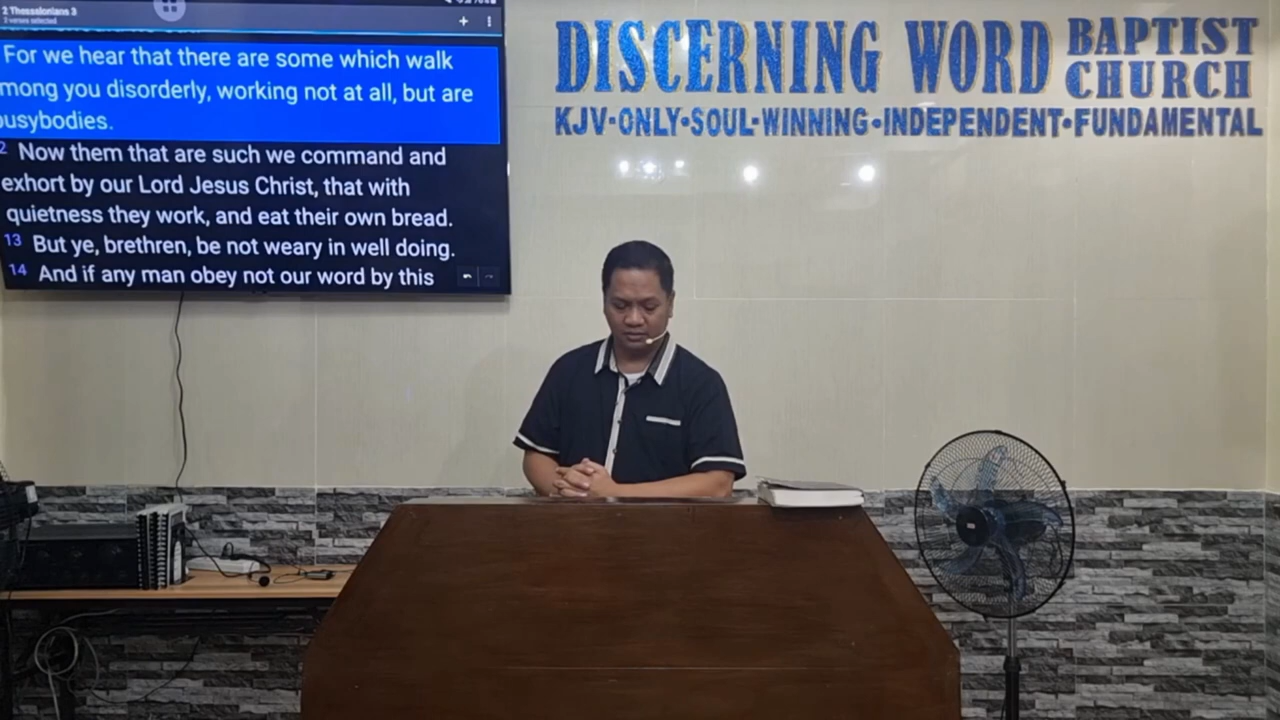 2 Thessalonians 3
2 verses selected
For we hear that there are some which walk
mong you disorderly, working not at all, but are
busybodies.
2 Now them that are such we command and
exhort by our Lord Jesus Christ, that with
quietness they work, and eat their own bread.
13 But ye, brethren, be not weary in well doing.
14 And if any man obey not our word by this
DISCERNING WORD BAPTIST
CHURCH
KJV-ONLY•SOUL-WINNING•INDEPENDENT•FUNDAMENTAL